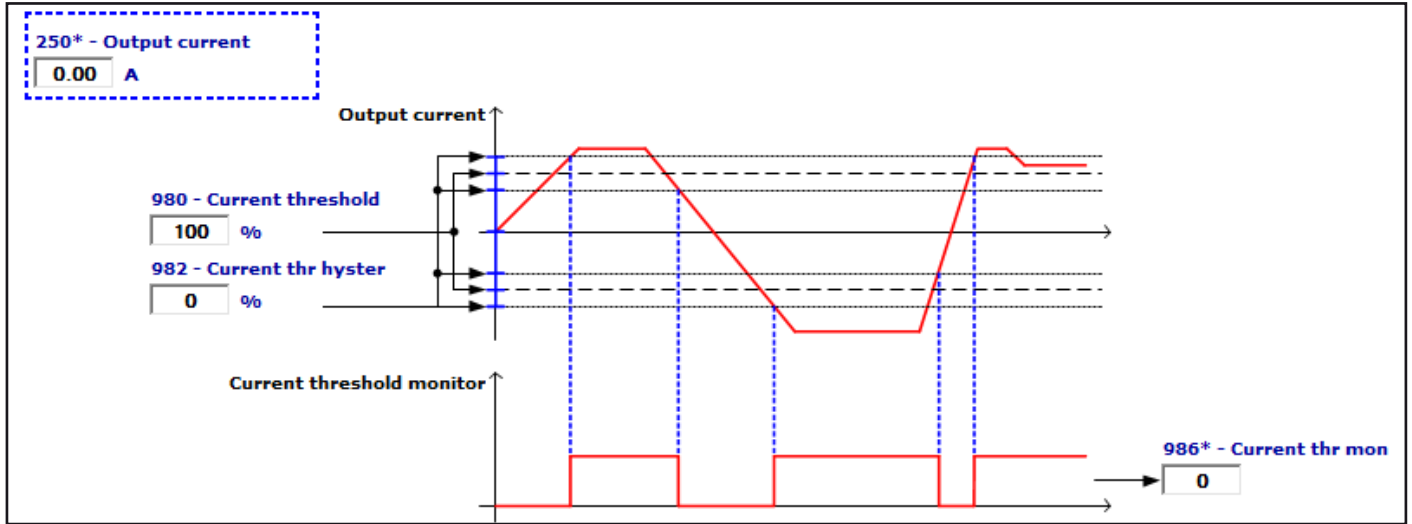 250* - Output current
0.00 A
Output current
980 - Current threshold
100 %
982 - Current thr hyster
0 %
Current threshold monitor
986* - Current thr mon
0